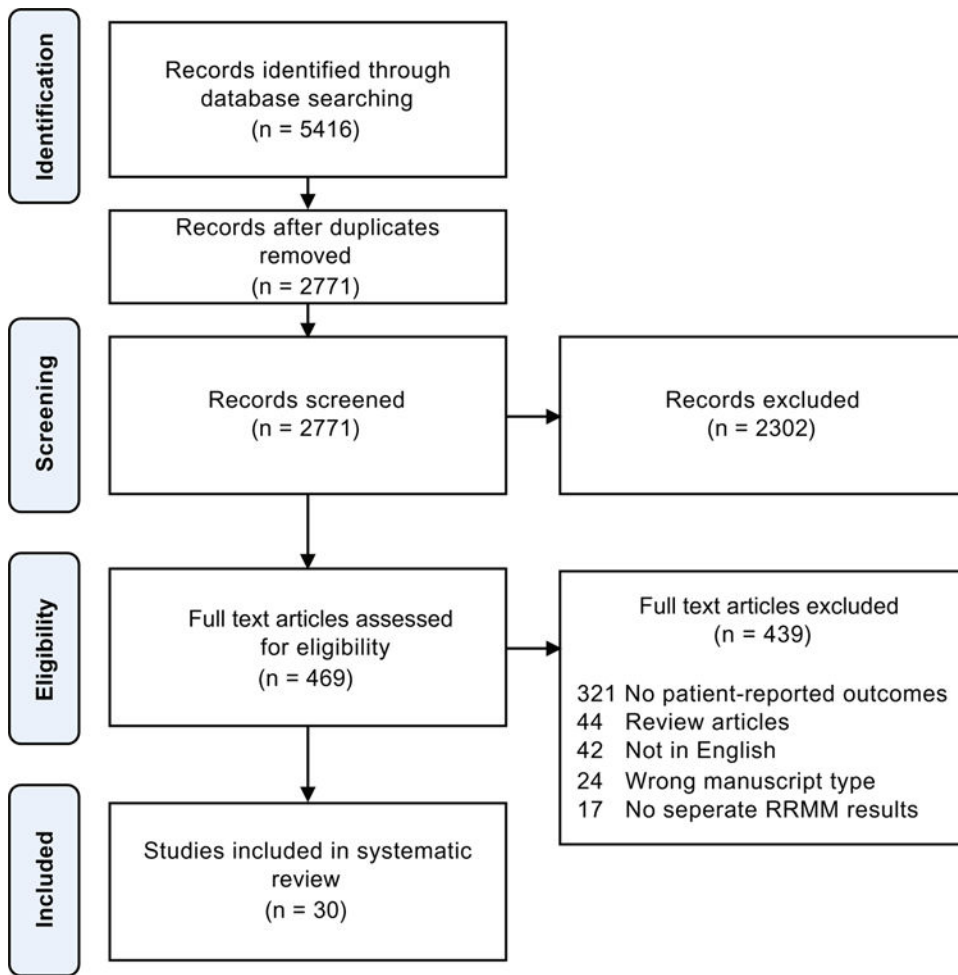 Identification
Records identified through
database searching
(n = 5416)
Records after duplicates
removed
(n = 2771)
Screening
Records screened
(n = 2771)
Records excluded
(n = 2302)
Eligibility
Full text articles assessed
for eligibility
(n = 469)
Full text articles excluded
(n = 439)
321 No patient-reported outcomes
44 Review articles
42 Not in English
24 Wrong manuscript type
17 No seperate RRMM results
Included
Studies included in systematic
review
(n = 30)